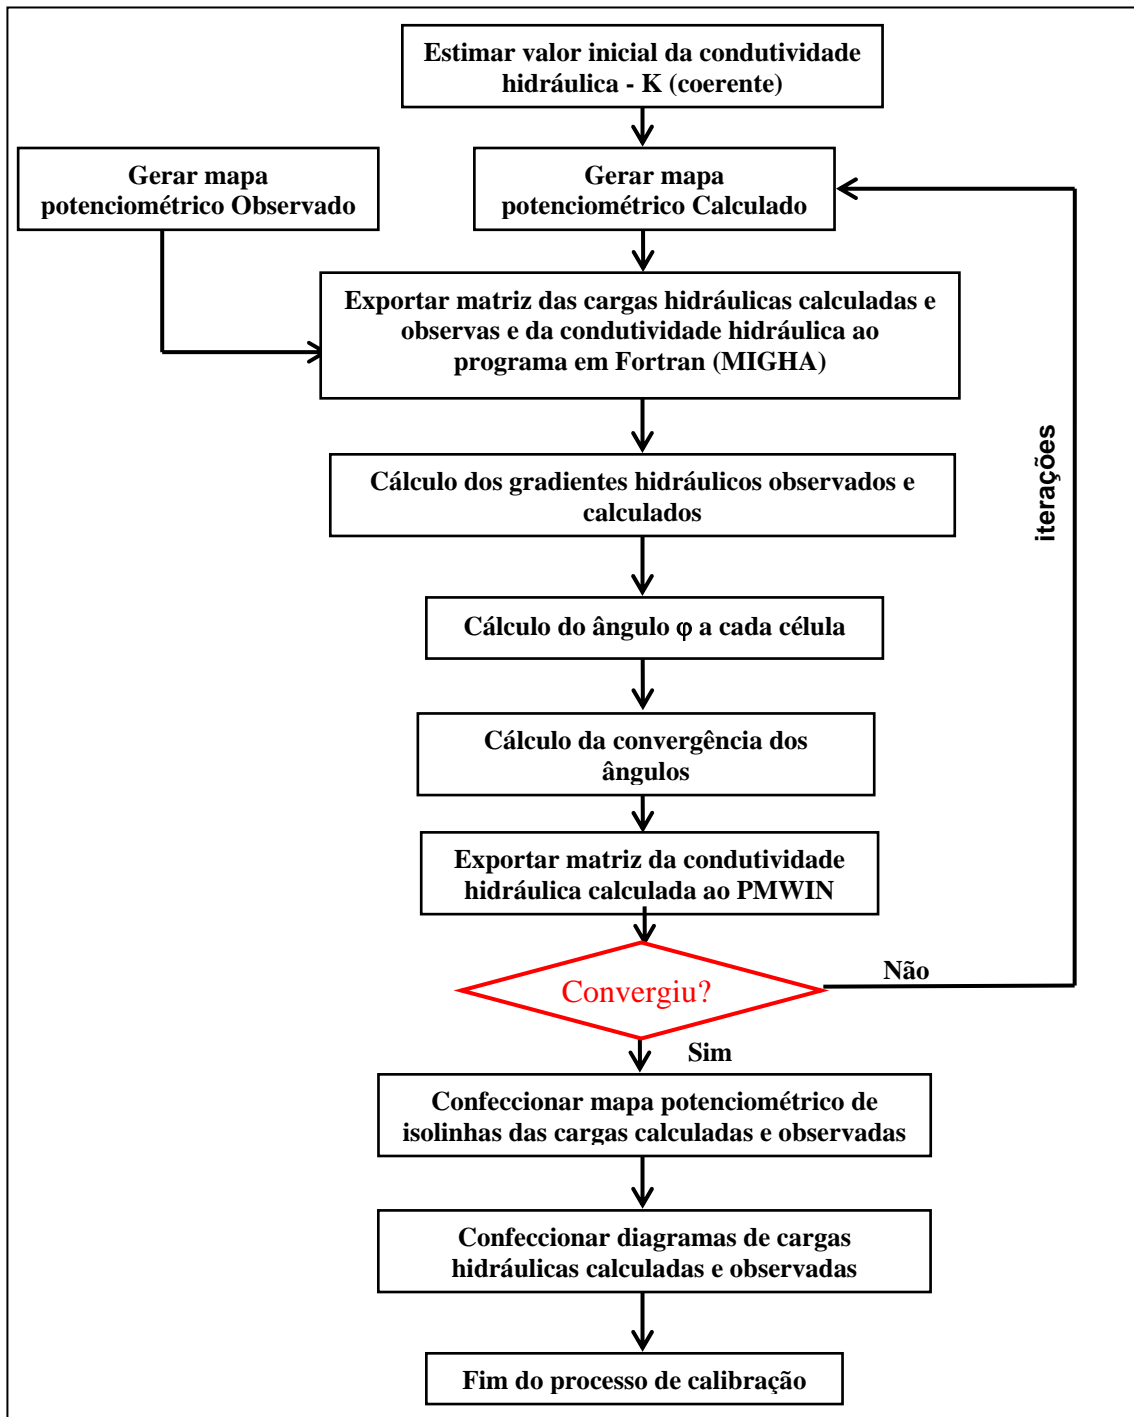 Estimar valor inicial da condutividade
hidráulica - K (coerente)
Gerar mapa
potenciométrico Observado
Gerar mapa
potenciométrico Calculado
Exportar matriz das cargas hidráulicas calculadas e
observas e da condutividade hidráulica ao
programa em Fortran (MIGHA)
Cálculo dos gradientes hidráulicos observados e
calculados
iterações
Cálculo do ângulo φ a cada célula
Cálculo da convergência dos
ângulos
Exportar matriz da condutividade
hidráulica calculada ao PMWIN
Convergiu?
Não
Sim
Confeccionar mapa potenciométrico de
isolinhas das cargas calculadas e observadas
Confeccionar diagramas de cargas
hidráulicas calculadas e observadas
Fim do processo de calibração